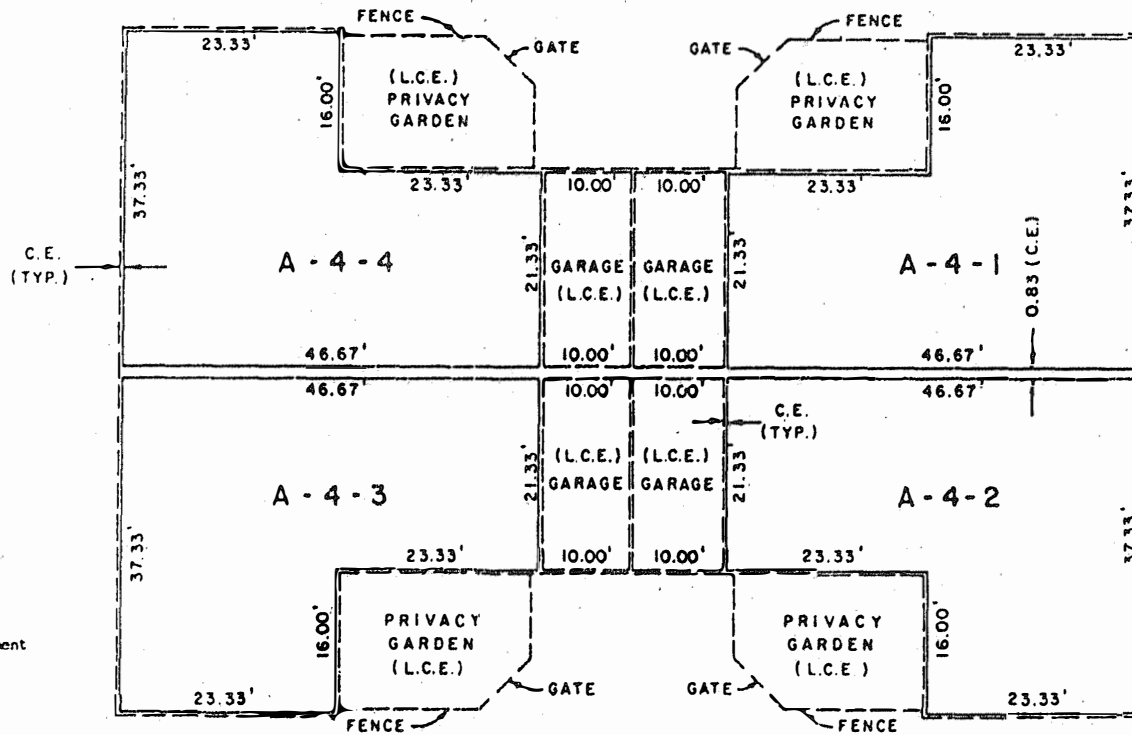 FENCE
FENCE
23.33'
GATE
GATE
23.33'
(L.C.E.)
PRIVACY
GARDEN
(L.C.E.)
PRIVACY
GARDEN
16.00'
16.00'
37.33'
23.33'
10.00'
10.00'
23.33'
37.33'
C.E.
(TYP.)
A - 4 - 4
21.33'
GARAGE
(L.C.E.)
GARAGE
(L.C.E.)
21.33'
A - 4 - 1
0.83 (C.E.)
46.67'
10.00'
10.00'
46.67'
46.67'
10.00'
10.00'
46.67'
C.E.
(TYP.)
A - 4 - 3
21.33'
(L.C.E.)
GARAGE
(L.C.E.)
GARAGE
21.33'
A - 4 - 2
37.33'
37.33'
23.33'
10.00'
10.00'
23.33'
16.00'
PRIVACY
GARDEN
(L.C.E.)
PRIVACY
GARDEN
(L.C.E.)
16.00'
23.33'
GATE
GATE
23.33'
FENCE
FENCE